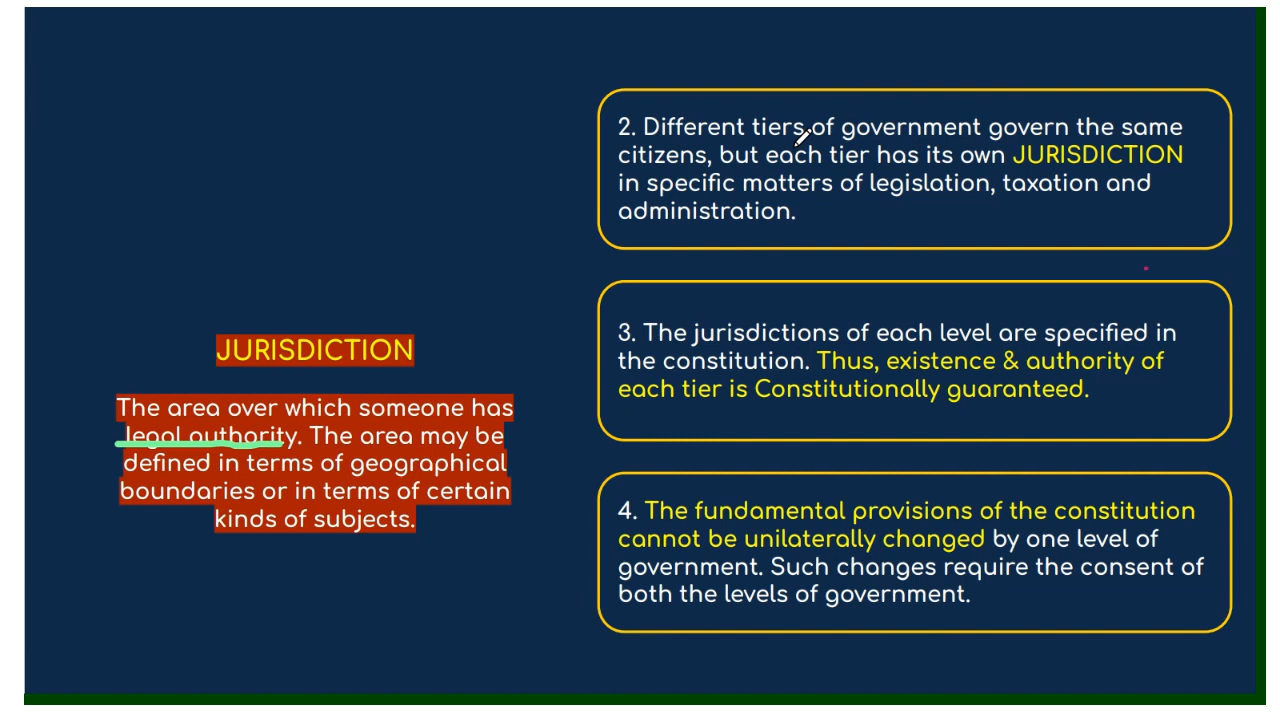 JURISDICTION
The area over which someone has
legal authority. The area may be
defined in terms of geographical
boundaries or in terms of certain
kinds of subjects.
2. Different tiers of government govern the same
citizens, but each tier has its own JURISDICTION
in specific matters of legislation, taxation and
administration.
3. The jurisdictions of each level are specified in
the constitution. Thus, existence & authority of
each tier is Constitutionally guaranteed.
4. The fundamental provisions of the constitution
cannot be unilaterally changed by one level of
government. Such changes require the consent of
both the levels of government.